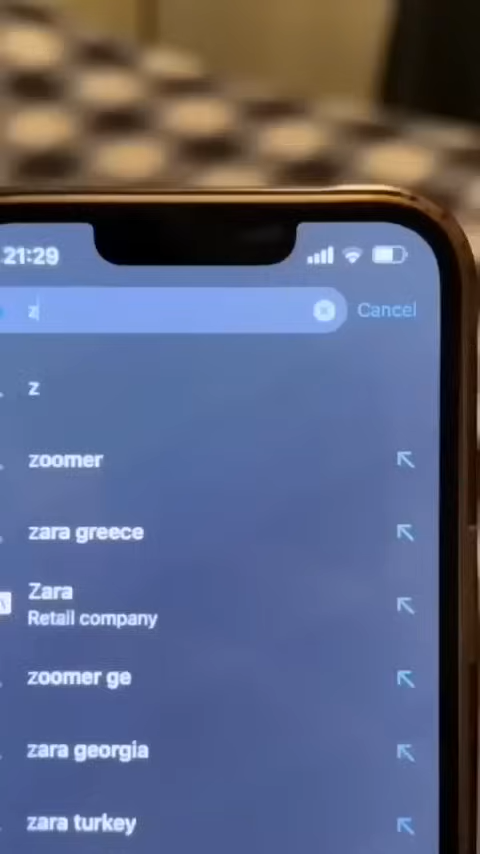 21:29
z
Cancel
z
zoomer
zara greece
Zara
Retail company
zoomer ge
zara georgia
zara turkey